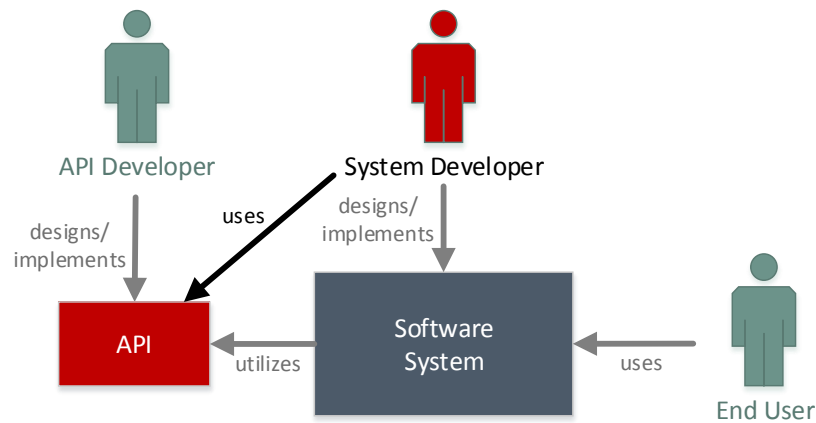 API Developer
System Developer
uses
designs/
implements
designs/
implements
API
utilizes
Software
System
uses
End User